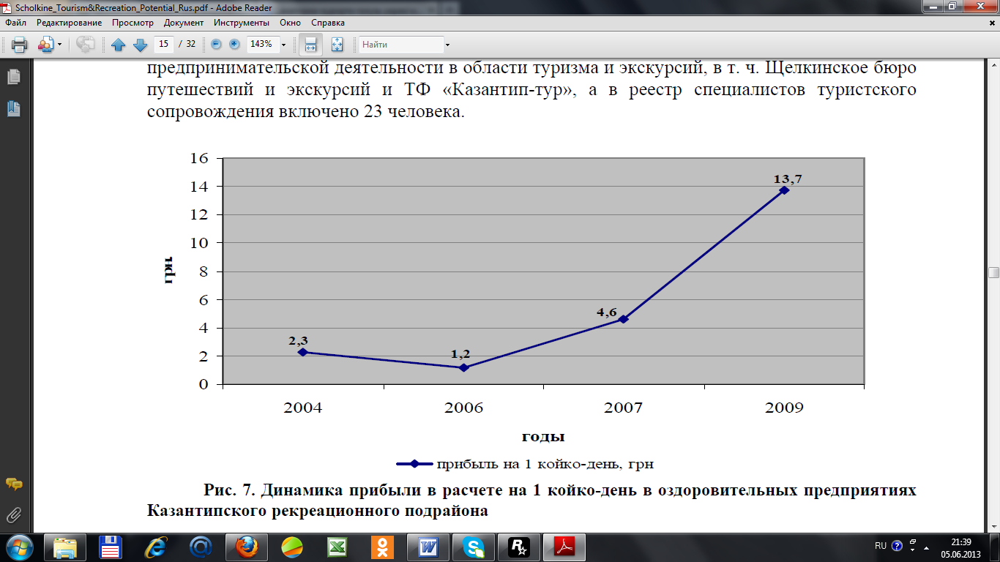 Scholkine_Tourism&Recreation_Potential_Rus.pdf - Adobe Reader
Файл Редактирование Просмотр Документ Инструменты Окно Справка
15 / 32 143% Найти
предпринимательской деятельности в области туризма и экскурсий, в т. ч. Щелкинское бюро
путешествий и экскурсий и ТФ «Казантип-тур», а в реестр специалистов туристского
сопровождения включено 23 человека.
16
14
12
10
8
6
4
2
0
грн.
2,3
1,2
4,6
13,7
2004 2006 2007 2009
годы
прибыль на 1 койко-день, грн
Рис. 7. Динамика прибыли в расчете на 1 койко-день в оздоровительных предприятиях
Казантипского рекреационного подрайона
RU 21:39
05.06.2013